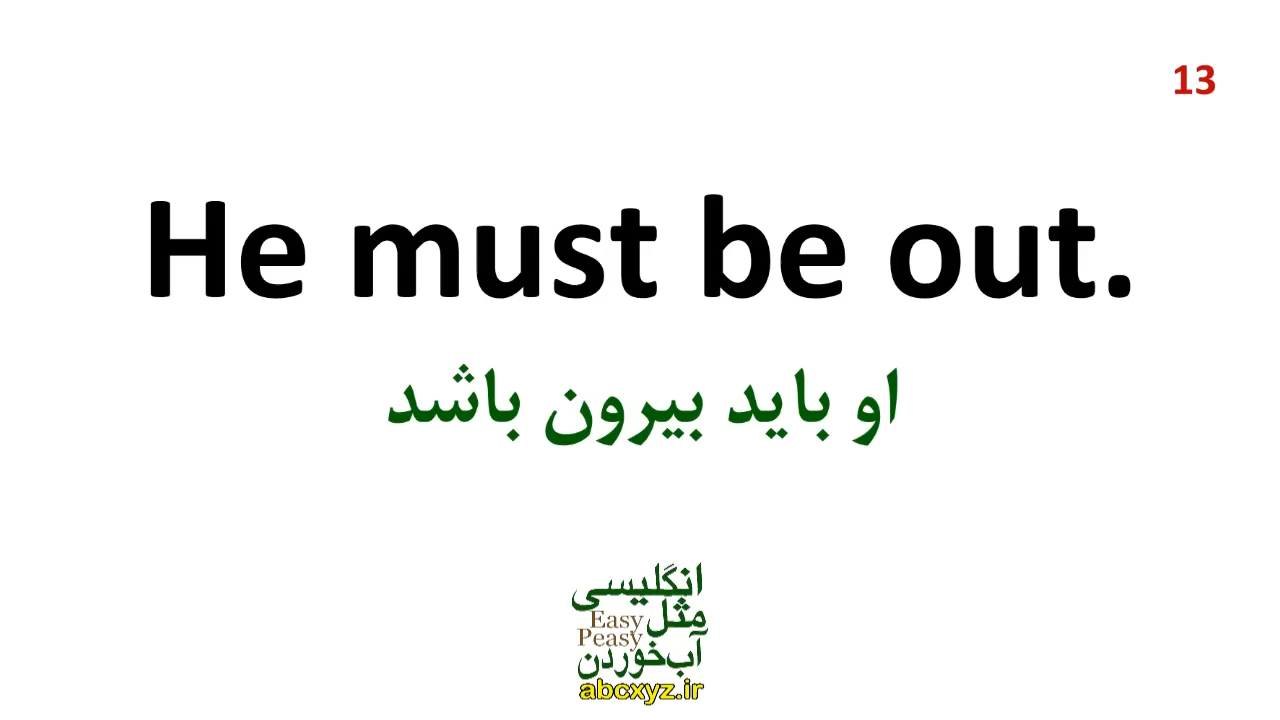 13
He must be out.
او باید بیرون باشد
انگلیسی
مثل
Easy
Peasy
آب‌خوردن
abcxyz.ir